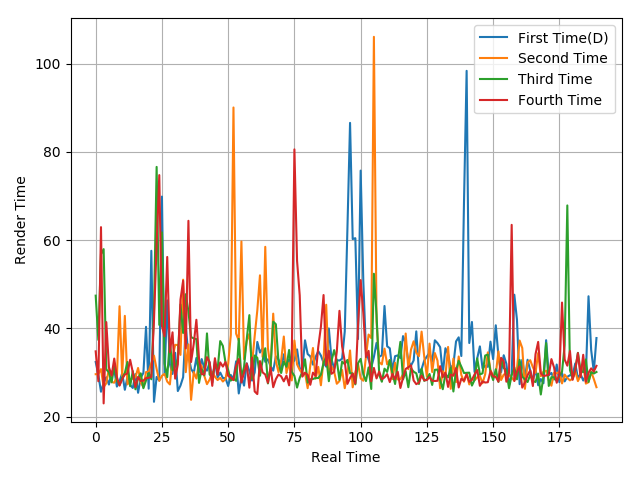 First Time(D)
Second Time
Third Time
Fourth Time
100
80
60
40
20
Render Time
0
25
50
75
100
125
150
175
Real Time